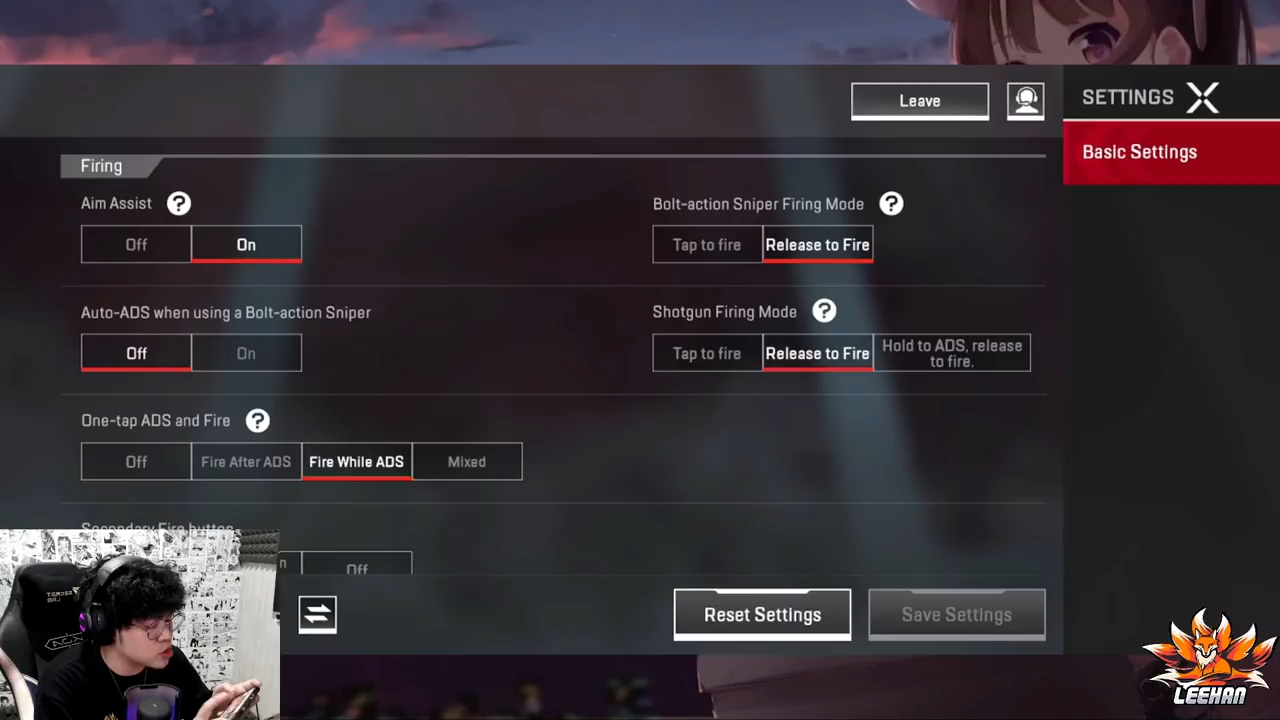 Leave
SETTINGS
Basic Settings
Firing
Aim Assist ?
Off On
Bolt-action Sniper Firing Mode ?
Tap to fire Release to Fire
Auto-ADS when using a Bolt-action Sniper
Off On
Shotgun Firing Mode ?
Tap to fire Release to Fire Hold to ADS, release
to fire.
One-tap ADS and Fire ?
Off Fire After ADS Fire While ADS Mixed
Secondary Fire button
n Off
Reset Settings Save Settings
LEEHAN